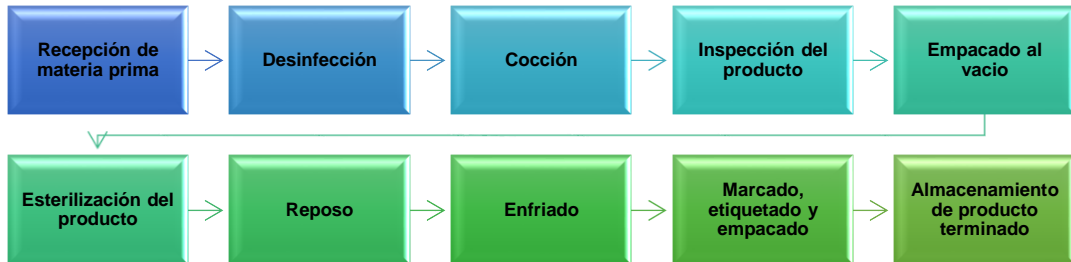 Recepción de
materia prima
Desinfección
Cocción
Inspección del
producto
Empacado al
vacio
Esterilización del
producto
Reposo
Enfriado
Marcado,
etiquetado y
empacado
Almacenamiento
de producto
terminado